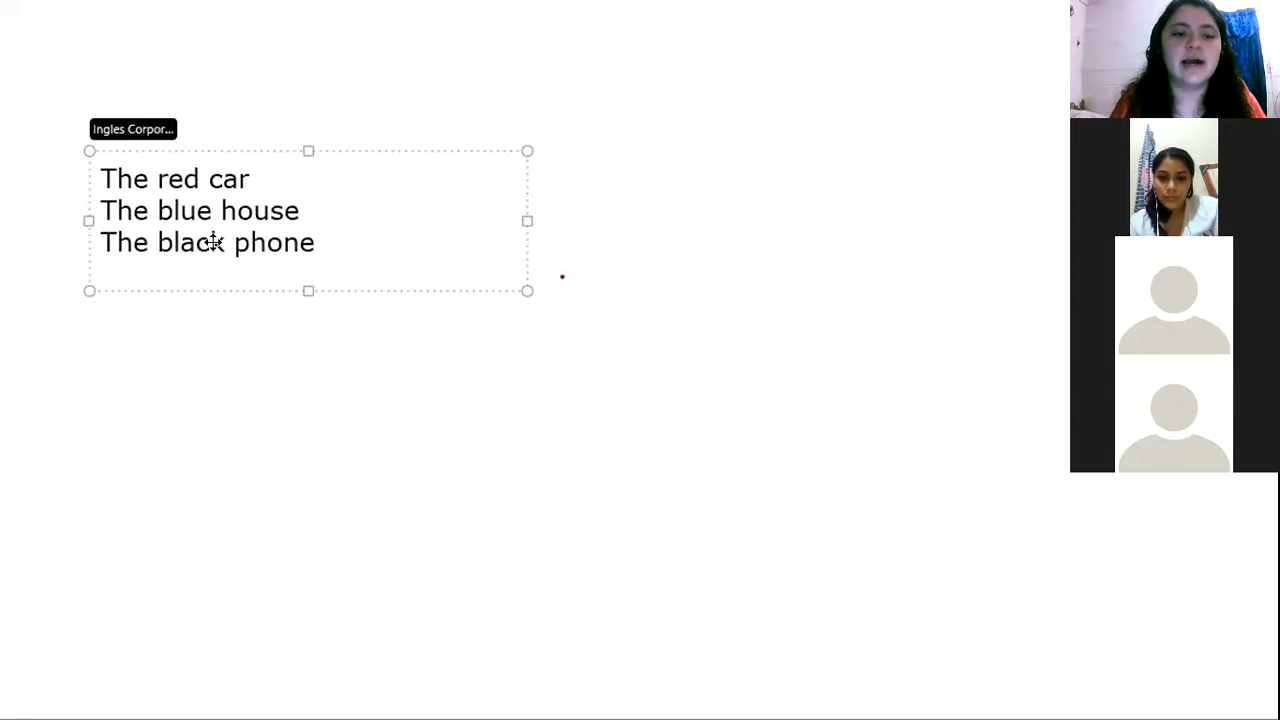 Ingles Corpor...
The red car
The blue house
The black phone